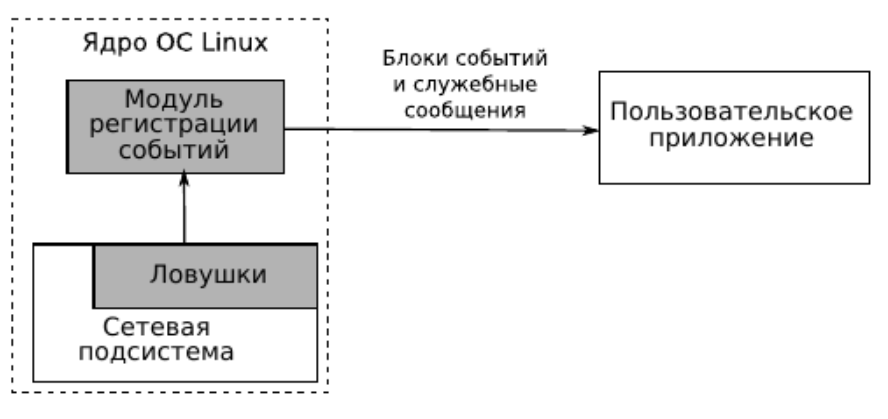 Ядро ОС Linux
Модуль
регистрации
событий
Блоки событий
и служебные
сообщения
Пользовательское
приложение
Ловушки
Сетевая
подсистема